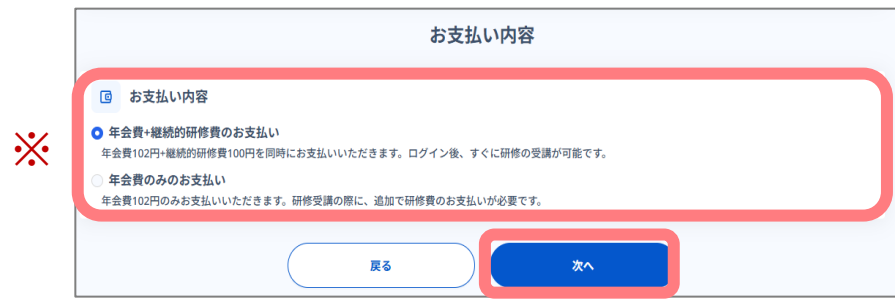 お支払い内容
お支払い内容
※
年会費+継続的研修費のお支払い
年会費102円+継続的研修費100円を同時にお支払いいただきます。ログイン後、すぐに研修の受講が可能です。
年会費のみのお支払い
年会費102円のみお支払いいただきます。研修受講の際に、追加で研修費のお支払いが必要です。
戻る
次へ